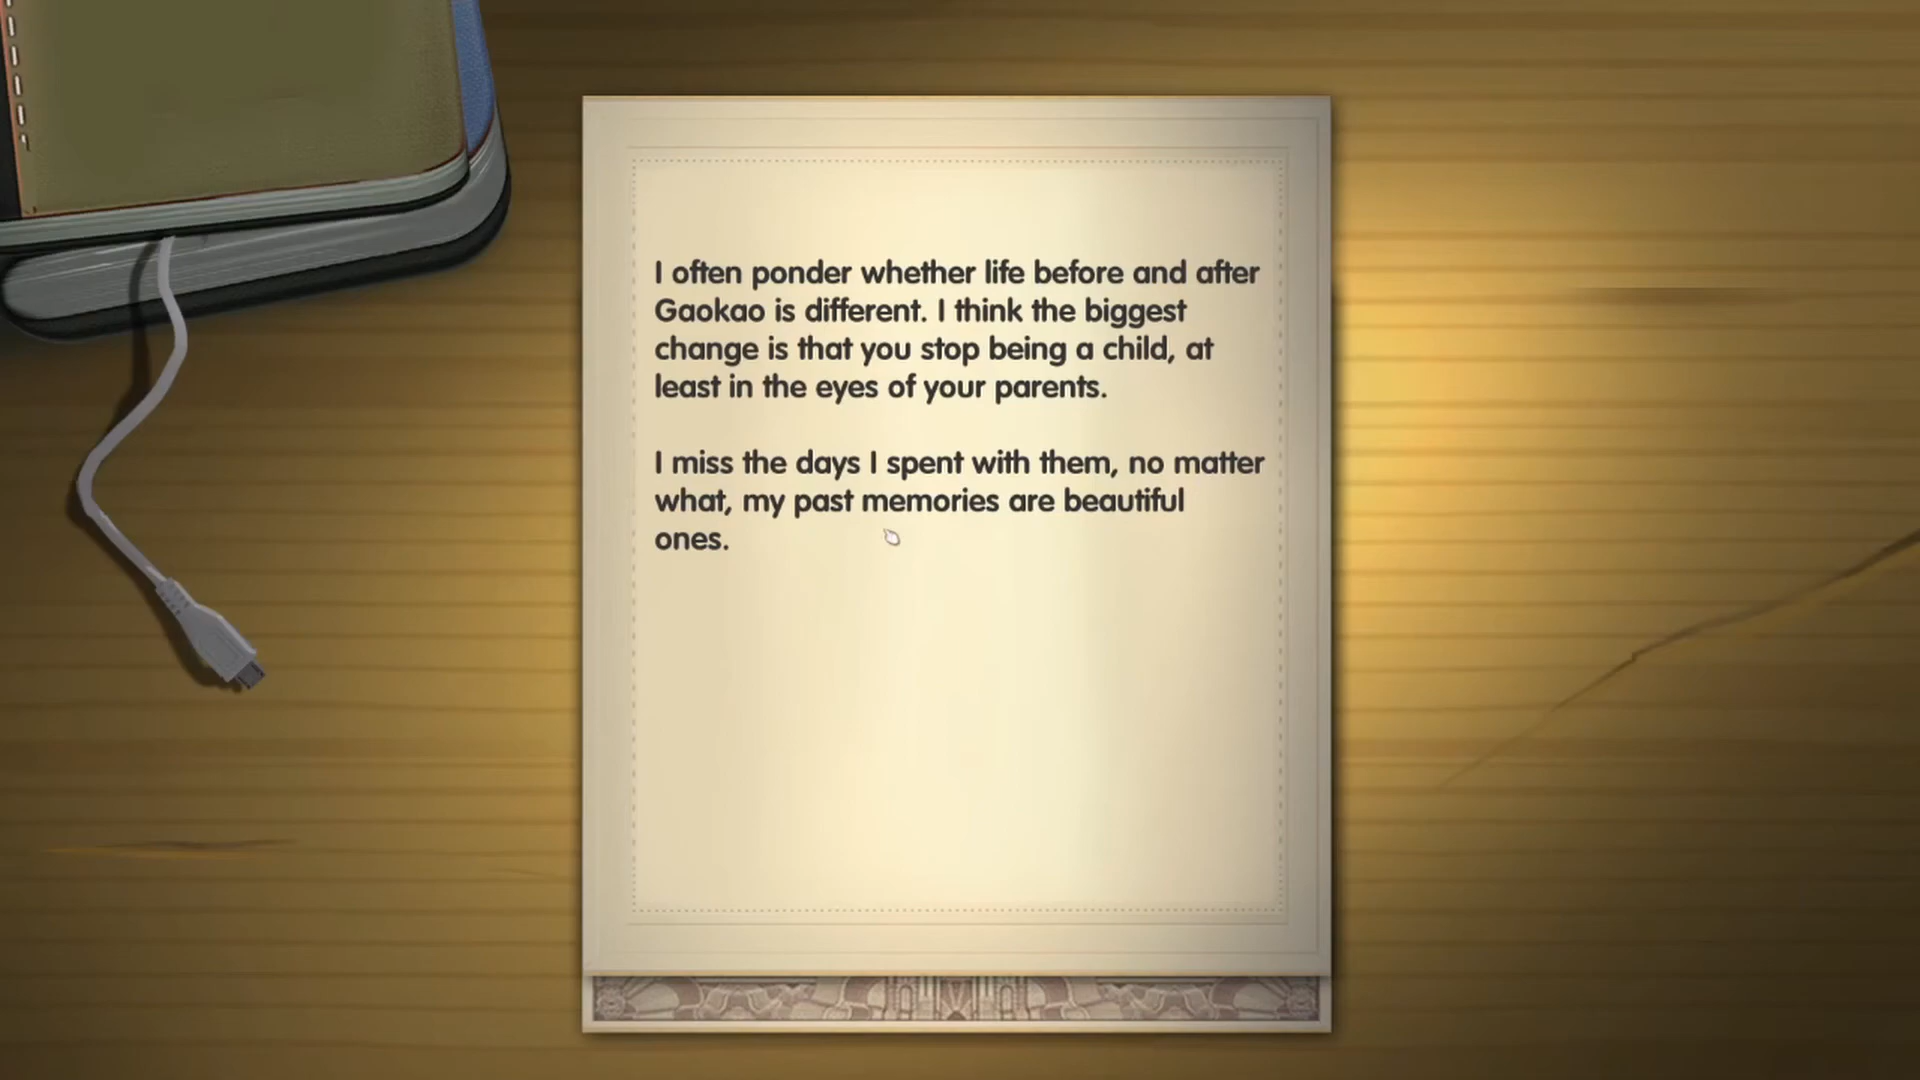 I often ponder whether life before and after
Gaokao is different. I think the biggest
change is that you stop being a child, at
least in the eyes of your parents.
I miss the days I spent with them, no matter
what, my past memories are beautiful
ones.